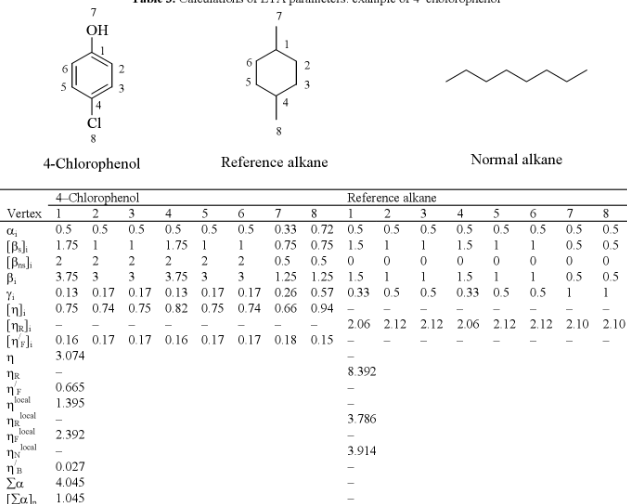 Table 3. Calculations of ETA parameters: example of 4-cholorophenol
7
OH
1
6
2
5
3
4
Cl
8
4-Chlorophenol
7
1
6
2
5
3
4
8
Reference alkane
Normal alkane
4–Chlorophenol Reference alkane
Vertex 1 2 3 4 5 6 7 8 1 2 3 4 5 6 7 8
αi 0.5 0.5 0.5 0.5 0.5 0.5 0.33 0.72 0.5 0.5 0.5 0.5 0.5 0.5 0.5 0.5
[βs]i 1.75 1 1 1.75 1 1 0.75 0.75 1.5 1 1 1.5 1 1 0.5 0.5
[βns]i 2 2 2 2 2 2 0.5 0.5 0 0 0 0 0 0 0 0
βi 3.75 3 3 3.75 3 3 1.25 1.25 1.5 1 1 1.5 1 1 0.5 0.5
γi 0.13 0.17 0.17 0.13 0.17 0.17 0.26 0.57 0.33 0.5 0.5 0.33 0.5 0.5 1 1
[η]i 0.75 0.74 0.75 0.82 0.75 0.74 0.66 0.94 – – – – – – – –
[ηR]i – – – – – – – – 2.06 2.12 2.12 2.06 2.12 2.12 2.10 2.10
[η/F]i 0.16 0.17 0.17 0.16 0.17 0.17 0.18 0.15 – – – – – – – –
η 3.074 –
ηR – 8.392
η/F 0.665 –
ηlocal 1.395 –
ηRlocal – 3.786
ηFlocal 2.392 –
ηNlocal – 3.914
η/B 0.027 –
Σα 4.045 –
[Σα]p 1.045 –